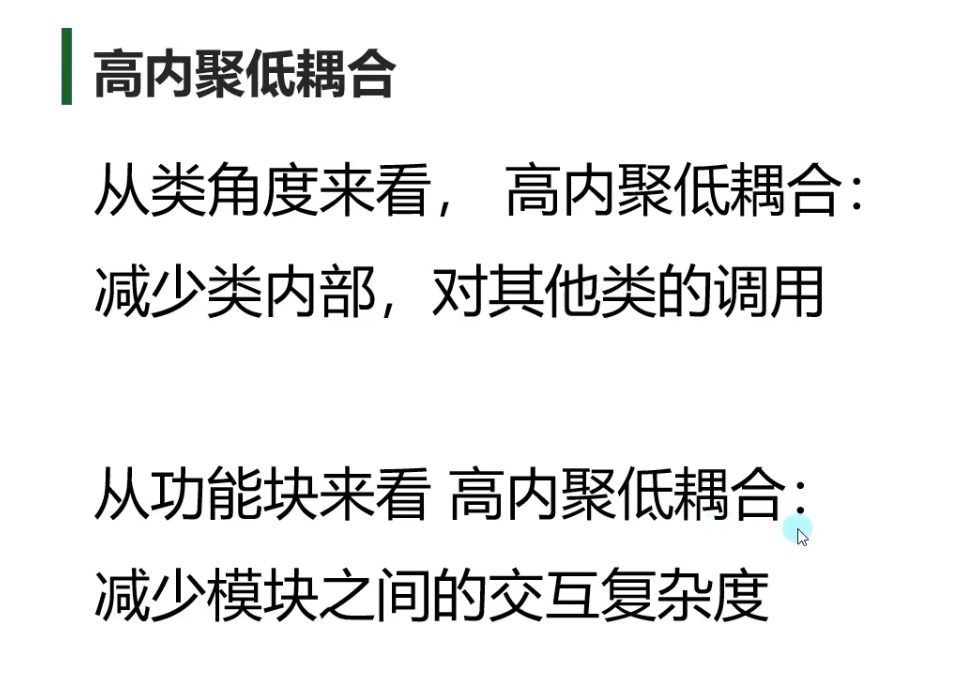 高内聚低耦合
从类角度来看， 高内聚低耦合：
减少类内部，对其他类的调用
从功能块来看 高内聚低耦合：
减少模块之间的交互复杂度